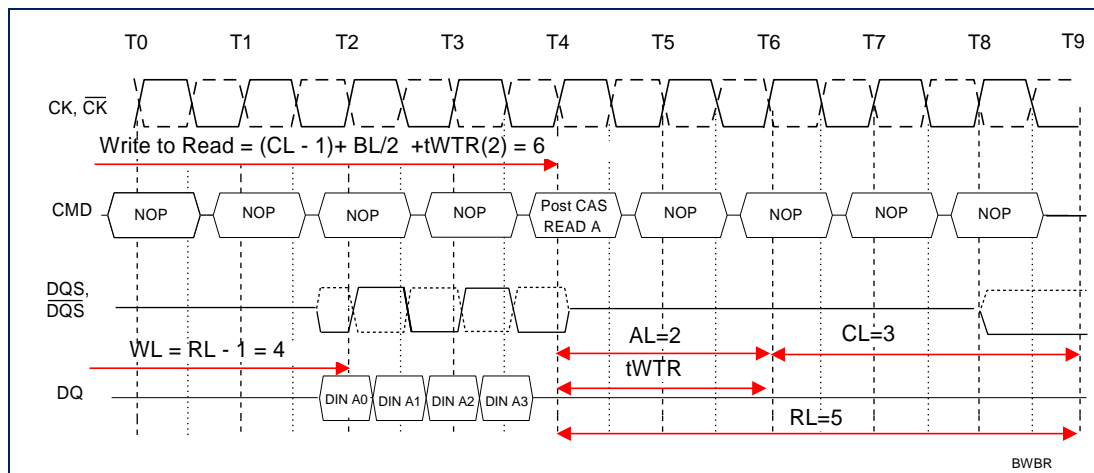 T0 T1 T2 T3 T4 T5 T6 T7 T8 T9
CK, CK
Write to Read = (CL - 1)+ BL/2 +tWTR(2) = 6
CMD NOP NOP NOP NOP Post CAS READ A NOP NOP NOP NOP
DQS,
DQS
WL = RL - 1 = 4
AL=2 CL=3
tWTR
DQ DIN A0 DIN A1 DIN A2 DIN A3
RL=5
BWBR